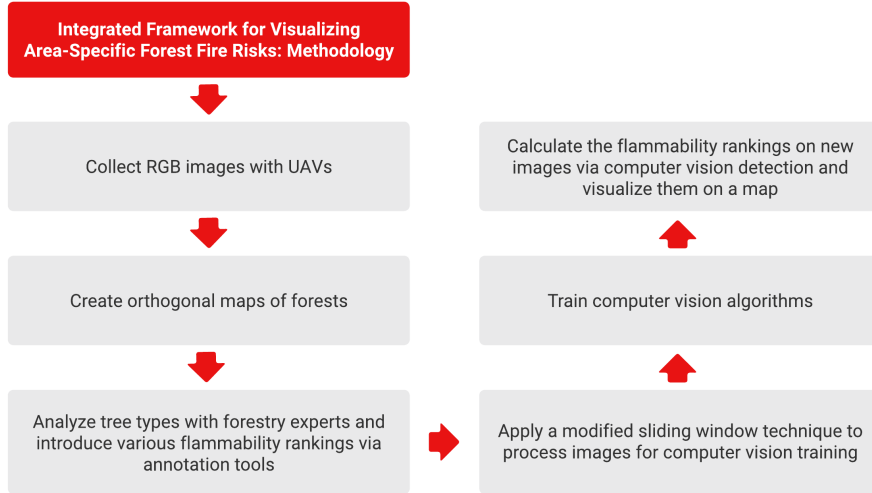 Integrated Framework for Visualizing
Area-Specific Forest Fire Risks: Methodology
Collect RGB images with UAVs
Create orthogonal maps of forests
Analyze tree types with forestry experts and
introduce various flammability rankings via
annotation tools
Apply a modified sliding window technique to
process images for computer vision training
Train computer vision algorithms
Calculate the flammability rankings on new
images via computer vision detection and
visualize them on a map